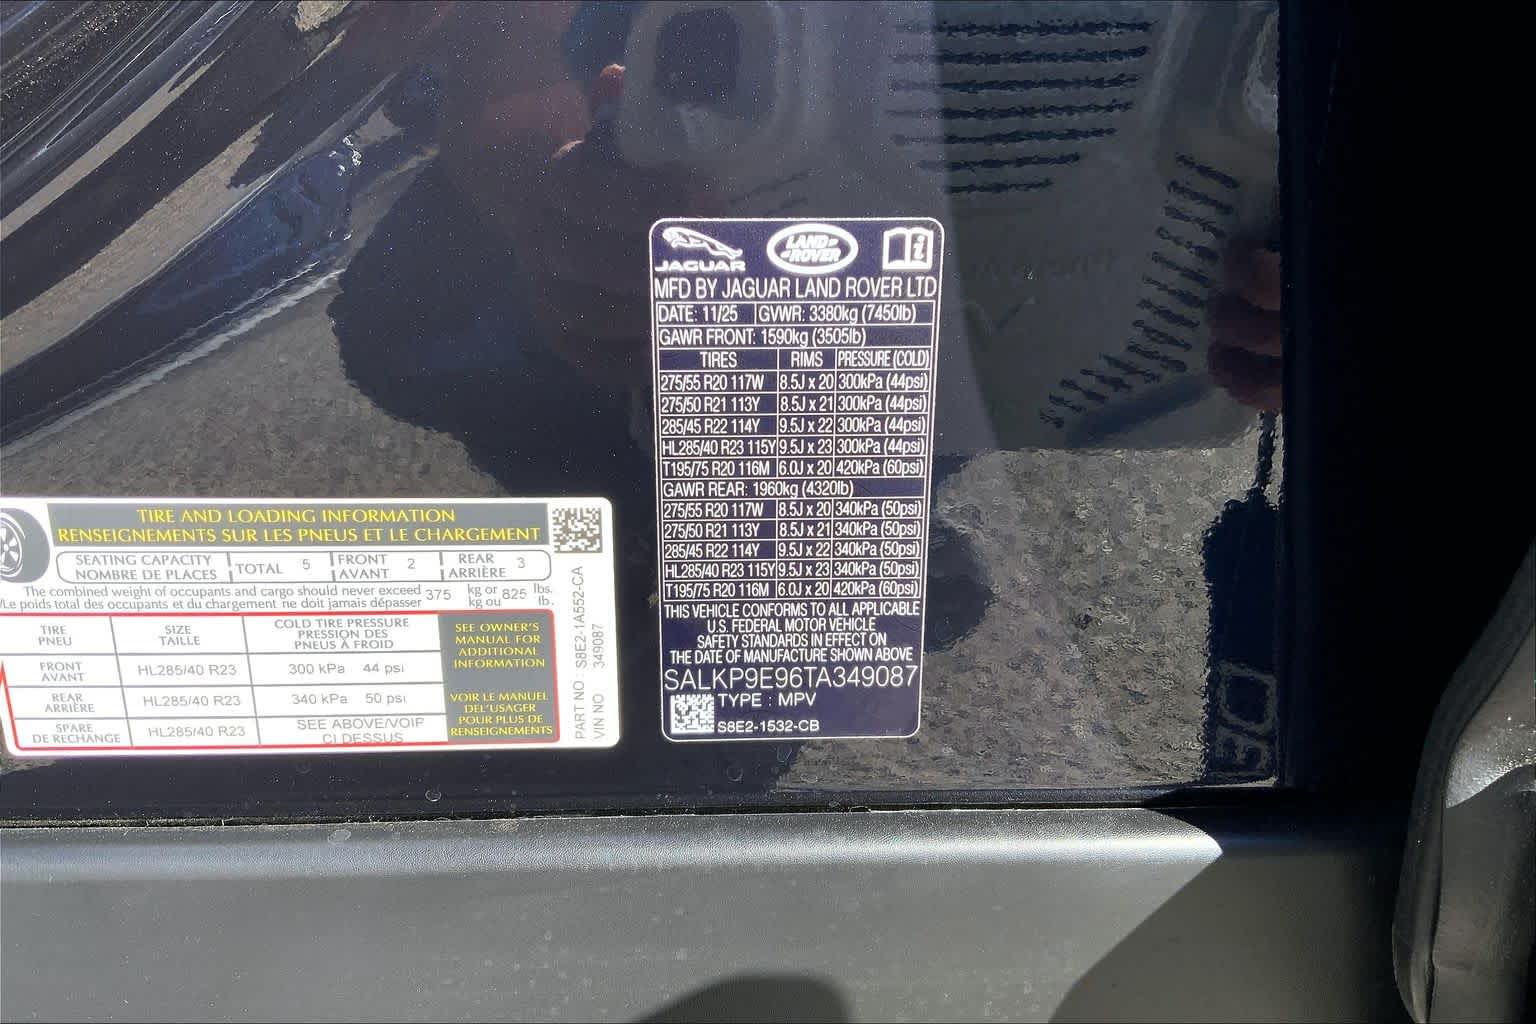 JAGUAR
LAND ROVER
MFD BY JAGUAR LAND ROVER LTD
DATE: 11/25 GVWR: 3380kg (7450lb)
GAWR FRONT: 1590kg (3505lb)
TIRES RIMS PRESSURE (COLD)
275/55 R20 117W 8.5J x 20 300kPa (44psi)
275/50 R21 113Y 8.5J x 21 300kPa (44psi)
285/45 R22 114Y 9.5J x 22 300kPa (44psi)
HL285/40 R23 115Y 9.5J x 23 300kPa (44psi)
T195/75 R20 116M 6.0J x 20 420kPa (60psi)
GAWR REAR: 1960kg (4320lb)
275/55 R20 117W 8.5J x 20 340kPa (50psi)
275/50 R21 113Y 8.5J x 21 340kPa (50psi)
285/45 R22 114Y 9.5J x 22 340kPa (50psi)
HL285/40 R23 115Y 9.5J x 23 340kPa (50psi)
T195/75 R20 116M 6.0J x 20 420kPa (60psi)
THIS VEHICLE CONFORMS TO ALL APPLICABLE
U.S. FEDERAL MOTOR VEHICLE
SAFETY STANDARDS IN EFFECT ON
THE DATE OF MANUFACTURE SHOWN ABOVE
SALKP9E96TA349087
TYPE : MPV
S8E2-1532-CB
TIRE AND LOADING INFORMATION
RENSEIGNEMENTS SUR LES PNEUS ET LE CHARGEMENT
SEATING CAPACITY
NOMBRE DE PLACES
TOTAL 5
FRONT
AVANT
2
REAR
ARRIÈRE
3
The combined weight of occupants and cargo should never exceed 375 kg or 825 lbs.
Le poids total des occupants et du chargement ne doit jamais dépasser kg ou lb.
TIRE
PNEU
SIZE
TAILLE
COLD TIRE PRESSURE
PRESSION DES
PNEUS À FROID
FRONT
AVANT
HL285/40 R23
300 kPa 44 psi
REAR
ARRIÈRE
HL285/40 R23
340 kPa 50 psi
SPARE
DE RECHANGE
HL285/40 R23
SEE ABOVE/VOIP
CI DESSUS
SEE OWNER'S
MANUAL FOR
ADDITIONAL
INFORMATION
VOIR LE MANUEL
DEL'USAGER
POUR PLUS DE
RENSEIGNEMENTS
PART NO : S8E2-1A552-CA
VIN NO 349087